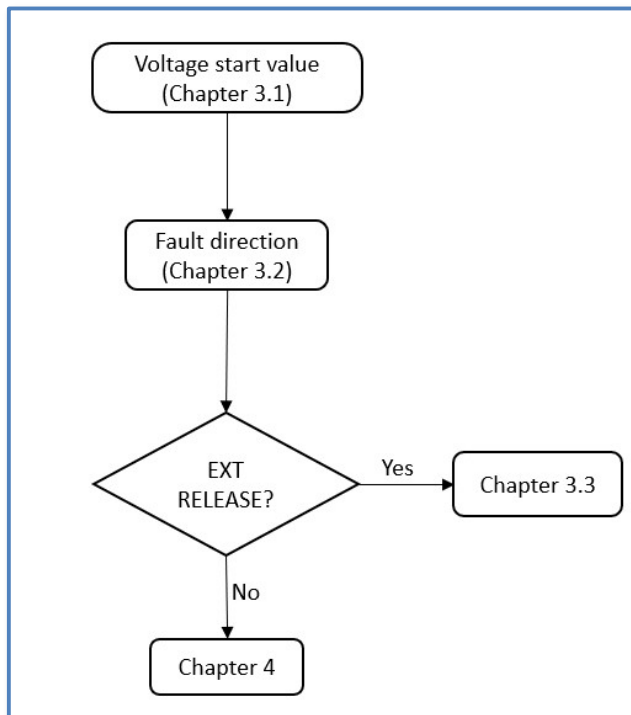 Voltage start value
(Chapter 3.1)
Fault direction
(Chapter 3.2)
EXT
RELEASE?
Yes
Chapter 3.3
No
Chapter 4